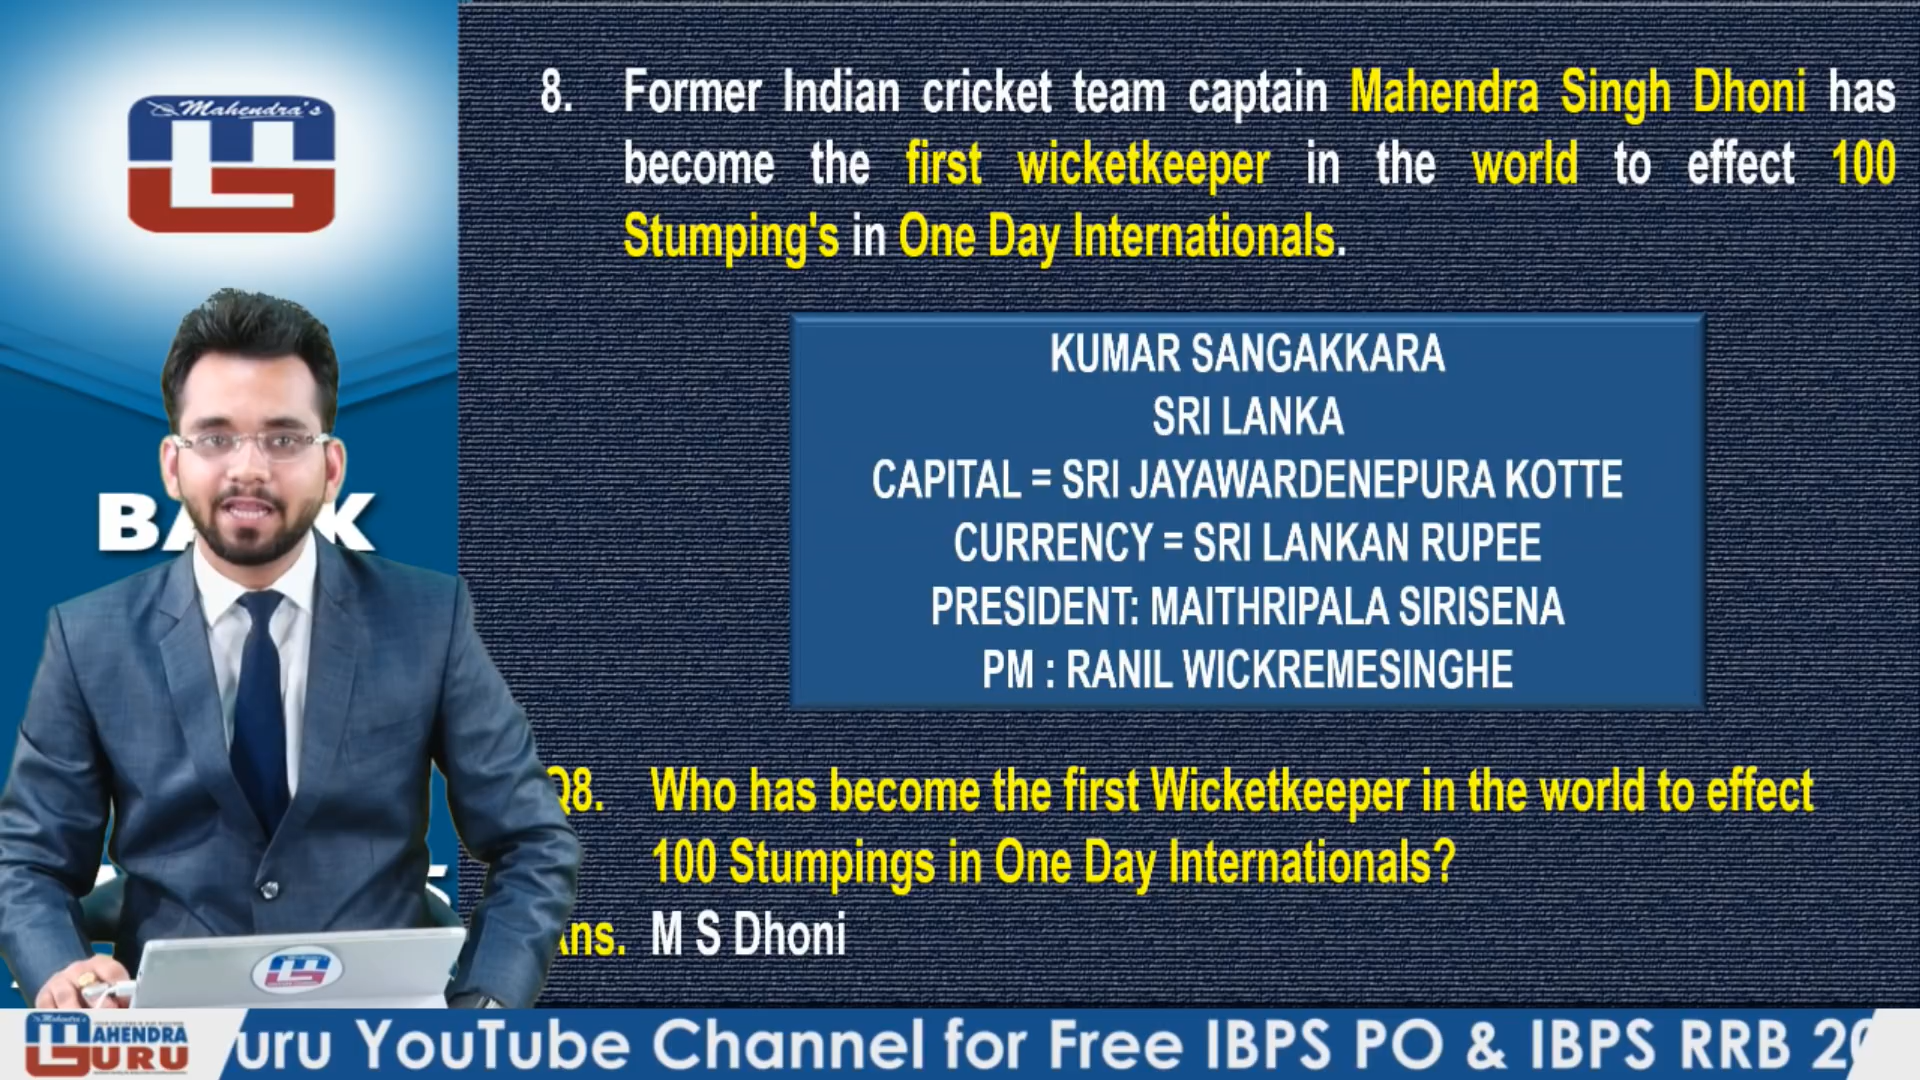 Mahendra's
8. Former Indian cricket team captain Mahendra Singh Dhoni has
become the first wicketkeeper in the world to effect 100
Stumping's in One Day Internationals.
KUMAR SANGAKKARA
SRI LANKA
CAPITAL = SRI JAYAWARDENEPURA KOTTE
CURRENCY = SRI LANKAN RUPEE
PRESIDENT: MAITHRIPALA SIRISENA
PM : RANIL WICKREMESINGHE
Q8. Who has become the first Wicketkeeper in the world to effect
100 Stumpings in One Day Internationals?
Ans. M S Dhoni
MAHENDRA
GURU
uru YouTube Channel for Free IBPS PO & IBPS RRB 20